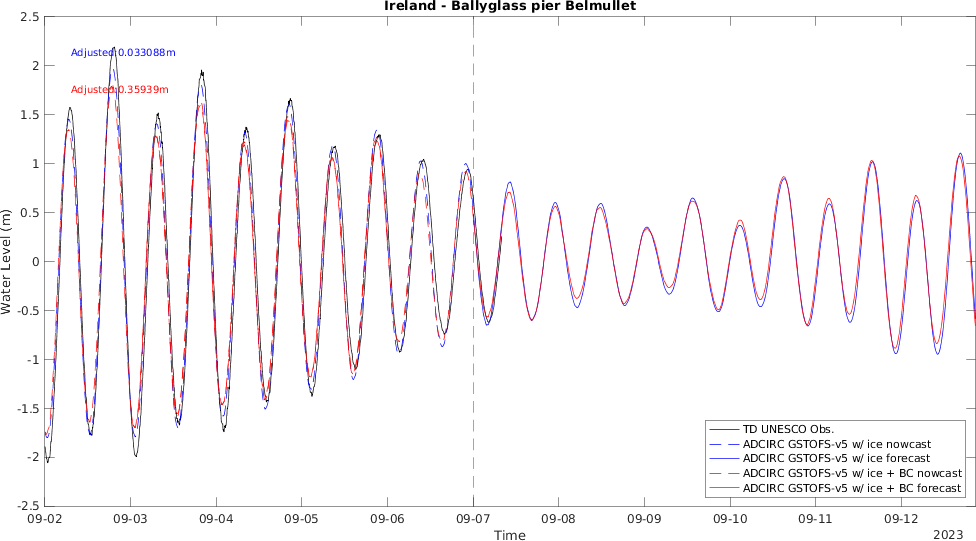 Ireland - Ballyglass pier Belmullet
2.5
2
1.5
1
0.5
0
-0.5
-1
-1.5
-2
-2.5
Water Level (m)
Adjusted:0.033088m
Adjusted:0.35939m
TD UNESCO Obs.
ADCIRC GSTOFS-v5 w/ ice nowcast
ADCIRC GSTOFS-v5 w/ ice forecast
ADCIRC GSTOFS-v5 w/ ice + BC nowcast
ADCIRC GSTOFS-v5 w/ ice + BC forecast
09-02 09-03 09-04 09-05 09-06 09-07 09-08 09-09 09-10 09-11 09-12
Time
2023